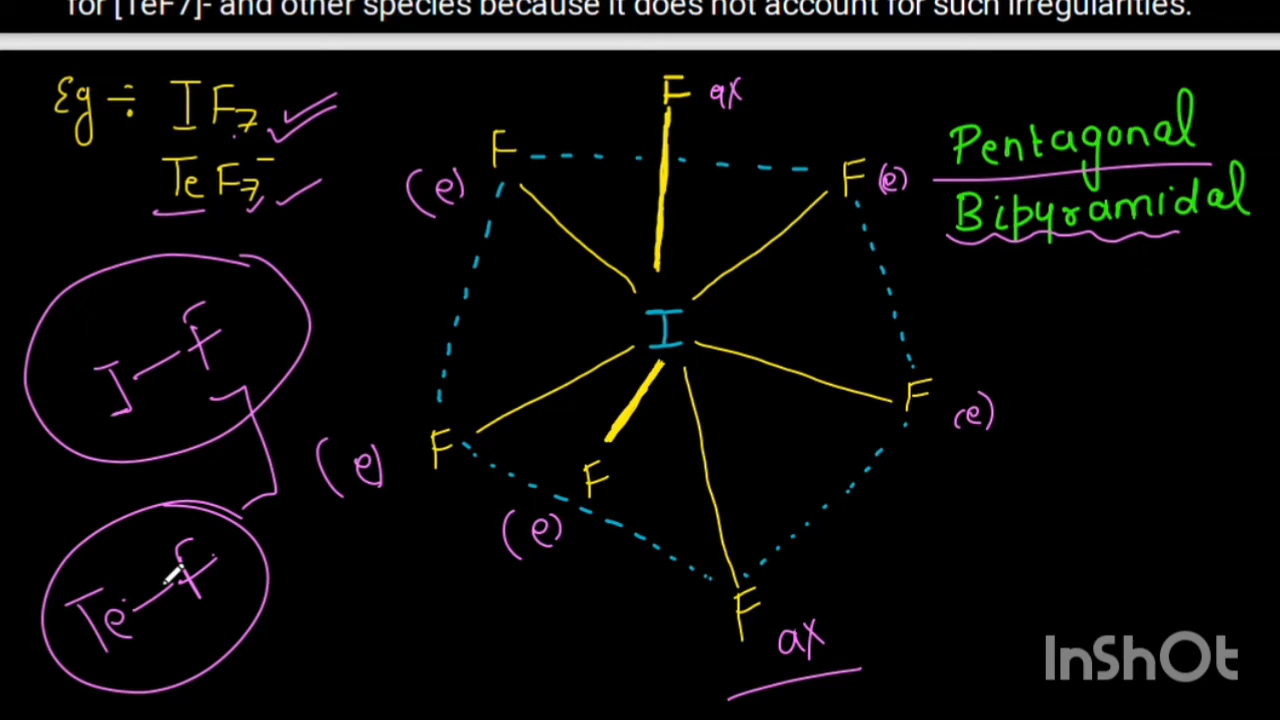 for [TeF7]- and other species because it does not account for such irregularities.
Eg ÷ IF₇
TeF₇⁻
F ax
F
(e)
F (e)
Pentagonal
Bipyramidal
I
I-f
F
(e)
F
(e)
F
(e)
Te-f
F
ax
InShOt